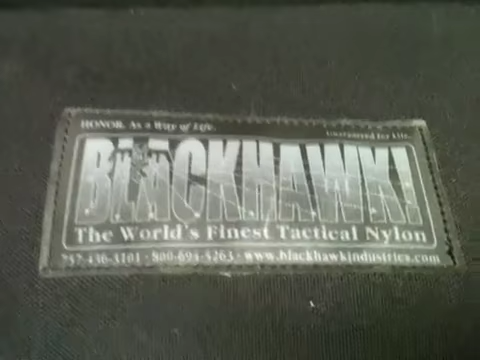 HONOR. As a Way of Life.
Guaranteed for Life.
BLACKHAWK!
The World's Finest Tactical Nylon
757-436-3101 · 800-694-5263 · www.blackhawkindustries.com